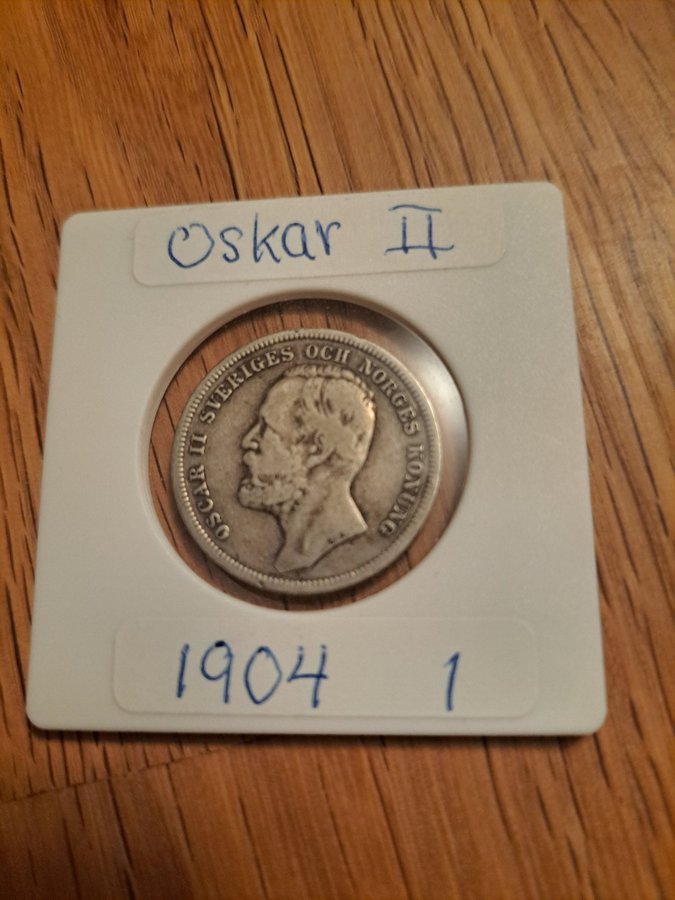 Oskar II
OSCAR II SVERIGES OCH NORGES KONUNG
1904 1